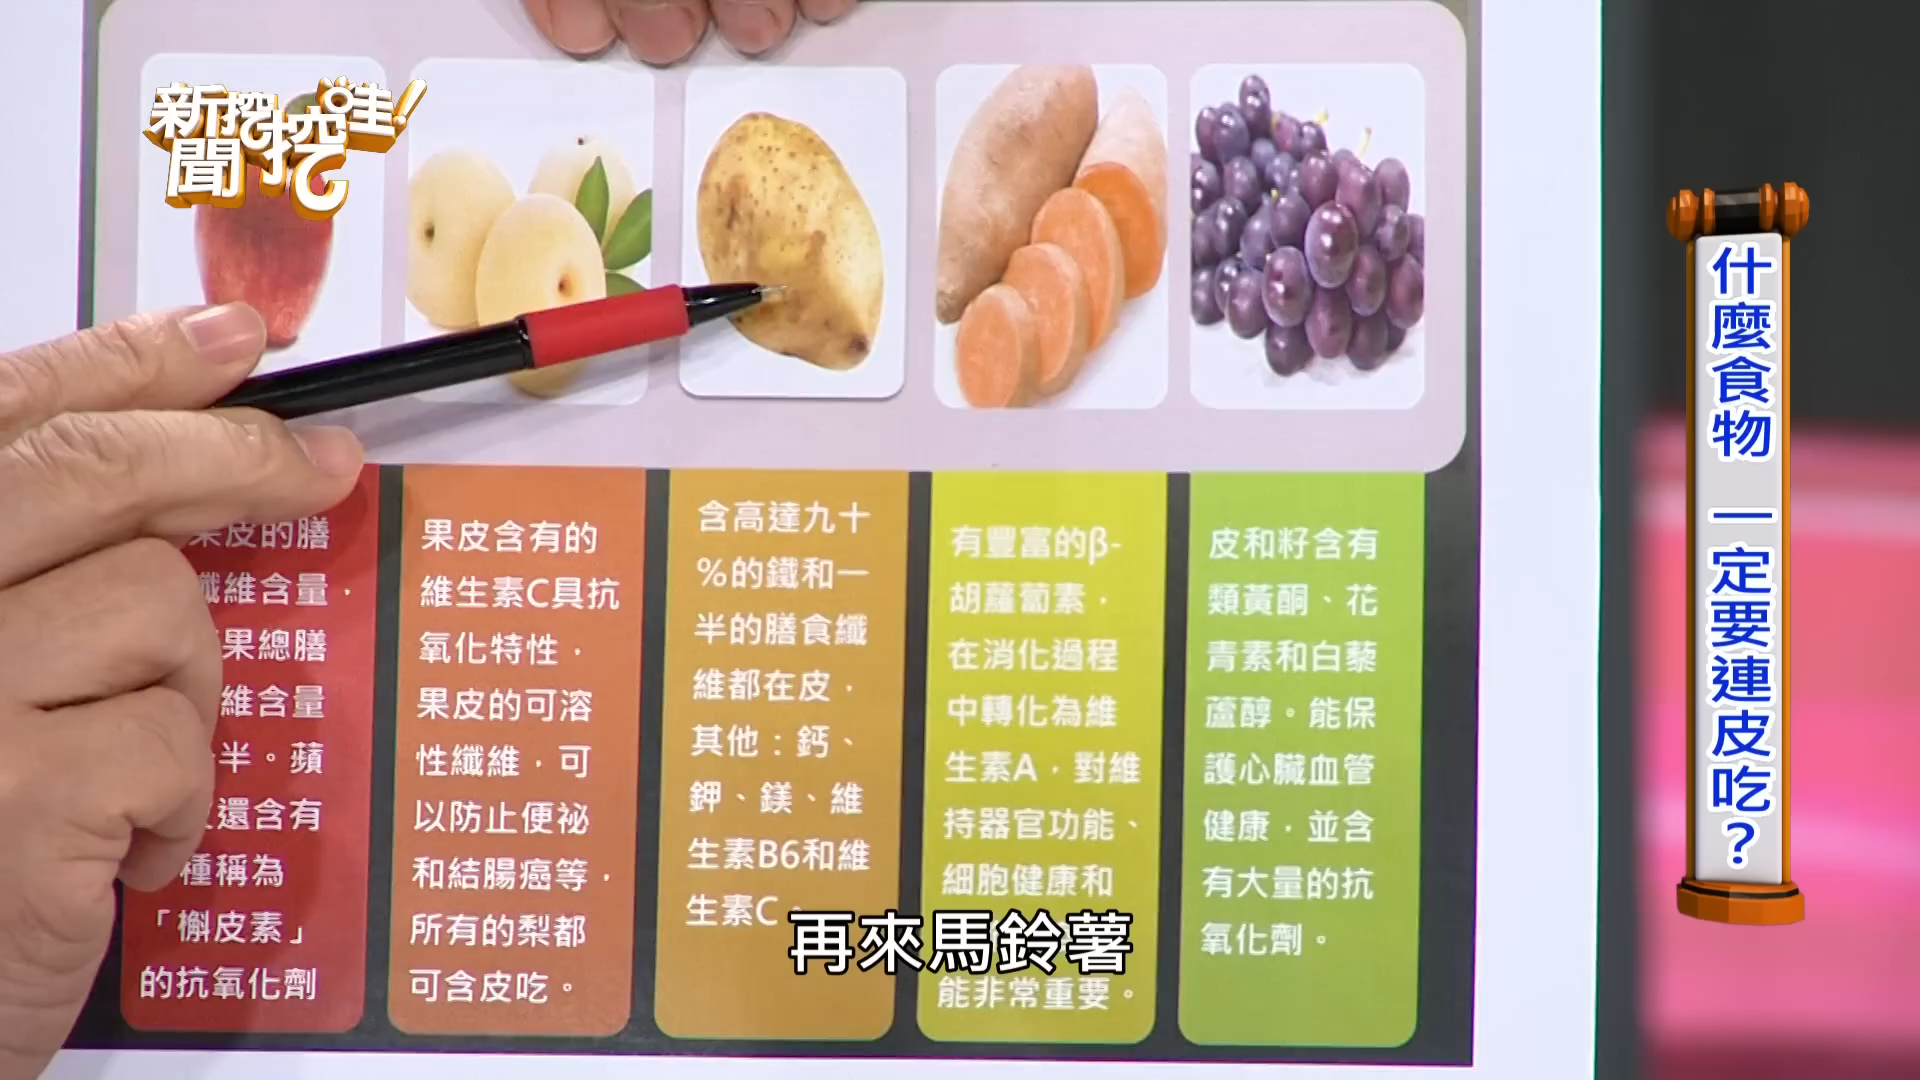 新聞挖挖哇!
什麼食物 一定要連皮吃?
果皮的膳
纖維含量，
果總膳
維含量
半。蘋
還含有
種稱為
「槲皮素」
的抗氧化劑
果皮含有的
維生素C具抗
氧化特性，
果皮的可溶
性纖維，可
以防止便祕
和結腸癌等，
所有的梨都
可含皮吃。
含高達九十
%的鐵和一
半的膳食纖
維都在皮，
其他：鈣、
鉀、鎂、維
生素B6和維
生素C。
有豐富的β-
胡蘿蔔素，
在消化過程
中轉化為維
生素A，對維
持器官功能、
細胞健康和
能非常重要。
皮和籽含有
類黃酮、花
青素和白藜
蘆醇。能保
護心臟血管
健康，並含
有大量的抗
氧化劑。
再來馬鈴薯